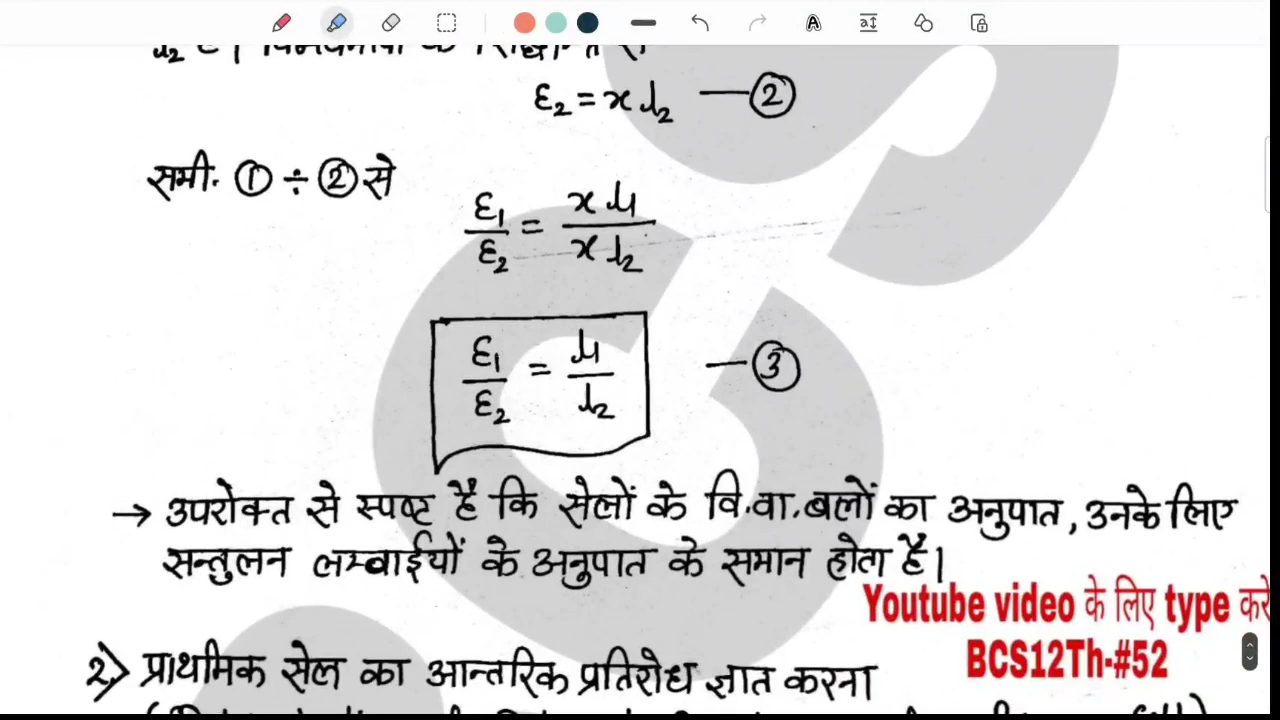 के सिद्धान्त से
ε₂ = x l₂ —②
समी. ① ÷ ② से
ε₁/ε₂ = x l₁/x l₂
ε₁/ε₂ = l₁/l₂ —③
→ उपरोक्त से स्पष्ट है कि सेलों के वि.वा.बलों का अनुपात, उनके लिए
सन्तुलन लम्बाईयों के अनुपात के समान होता है।
Youtube video के लिए type करे
BCS12Th-#52
2) प्राथमिक सेल का आन्तरिक प्रतिरोध ज्ञात करना